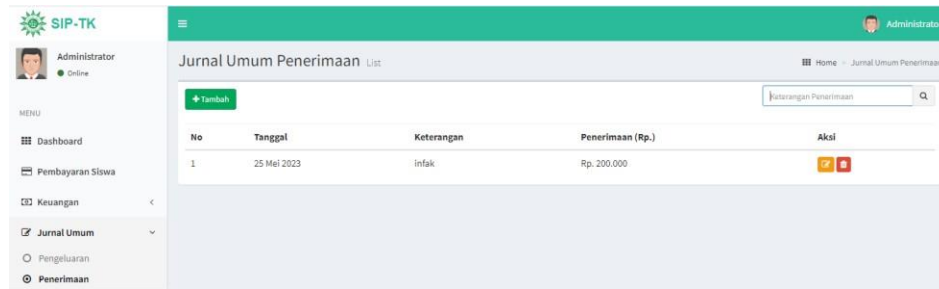 SIP-TK
Administrato
Administrator
Online
Jurnal Umum Penerimaan List
Home > Jurnal Umum Penerimaan
+Tambah
Keterangan Penerimaan
MENU
No Tanggal Keterangan Penerimaan (Rp.) Aksi
Dashboard
1 25 Mei 2023 infak Rp. 200.000
Pembayaran Siswa
Keuangan
Jurnal Umum
Pengeluaran
Penerimaan